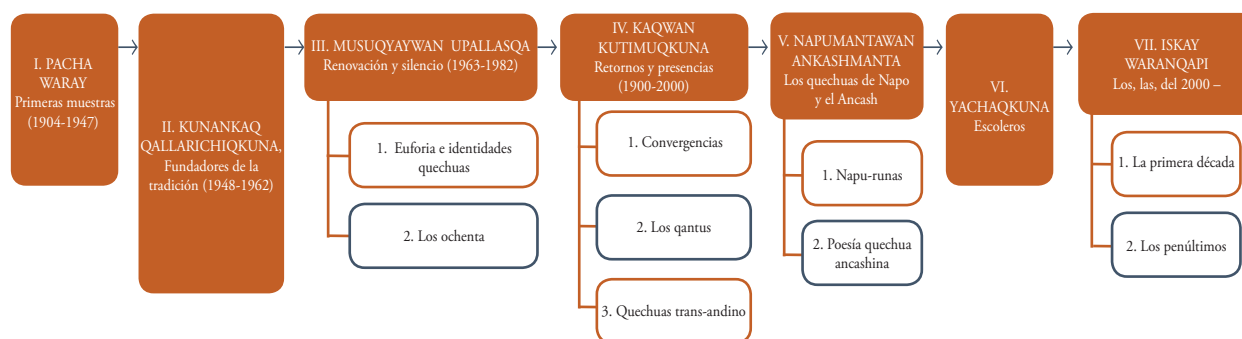 I. PACHA
WARAY
Primeras muestras
(1904-1947)
II. KUNANKAQ
QALLARICHIQKUNA,
Fundadores de la
tradición (1948-1962)
III. MUSUQYAYWAN UPALLASQA
Renovación y silencio (1963-1982)
1. Euforia e identidades
quechuas
2. Los ochenta
IV. KAQWAN
KUTIMUQKUNA
Retornos y presencias
(1900-2000)
1. Convergencias
2. Los qantus
3. Quechuas trans-andino
V. NAPUMANTAWAN
ANKASHMANTA
Los quechuas de Napo
y el Ancash
1. Napu-runas
2. Poesía quechua
ancashina
VI.
YACHAQKUNA
Escoleros
VII. ISKAY
WARANQAPI
Los, las, del 2000 –
1. La primera década
2. Los penúltimos